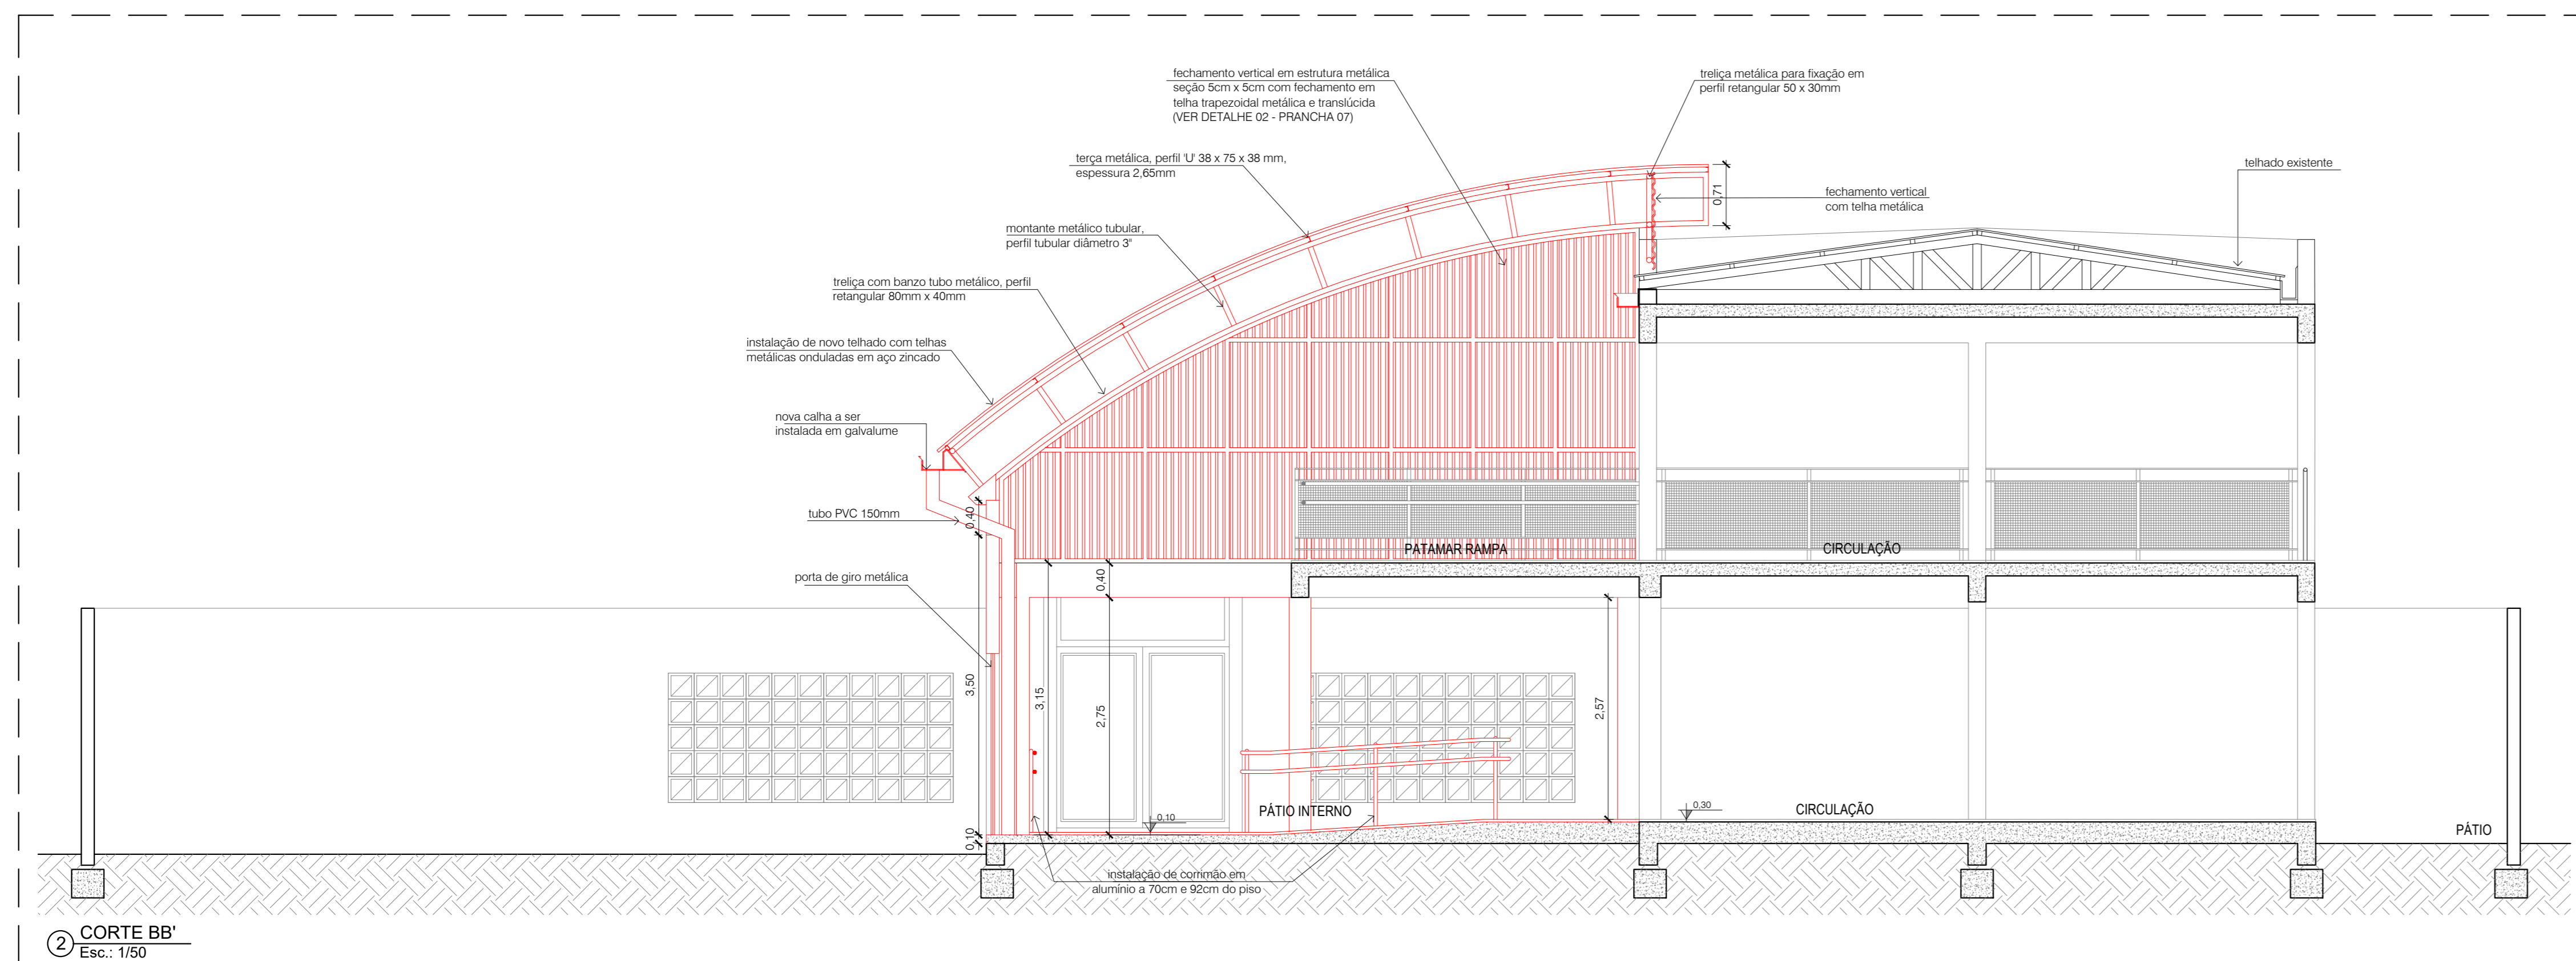 fechamento vertical em estrutura metálica
seção 5cm x 5cm com fechamento em
telha trapezoidal metálica e translúcida
(VER DETALHE 02 - PRANCHA 07)
treliça metálica para fixação em
perfil retangular 50 x 30mm
terça metálica, perfil 'U' 38 x 75 x 38 mm,
espessura 2,65mm
telhado existente
fechamento vertical
com telha metálica
0,71
montante metálico tubular,
perfil tubular diâmetro 3"
treliça com banzo tubo metálico, perfil
retangular 80mm x 40mm
instalação de novo telhado com telhas
metálicas onduladas em aço zincado
nova calha a ser
instalada em galvalume
tubo PVC 150mm
0,40
PATAMAR RAMPA
CIRCULAÇÃO
porta de giro metálica
0,40
3,50
3,15
2,75
2,57
0,10
PÁTIO INTERNO
0,10
0,30
CIRCULAÇÃO
PÁTIO
instalação de corrimão em
alumínio a 70cm e 92cm do piso
2
CORTE BB'
Esc.: 1/50